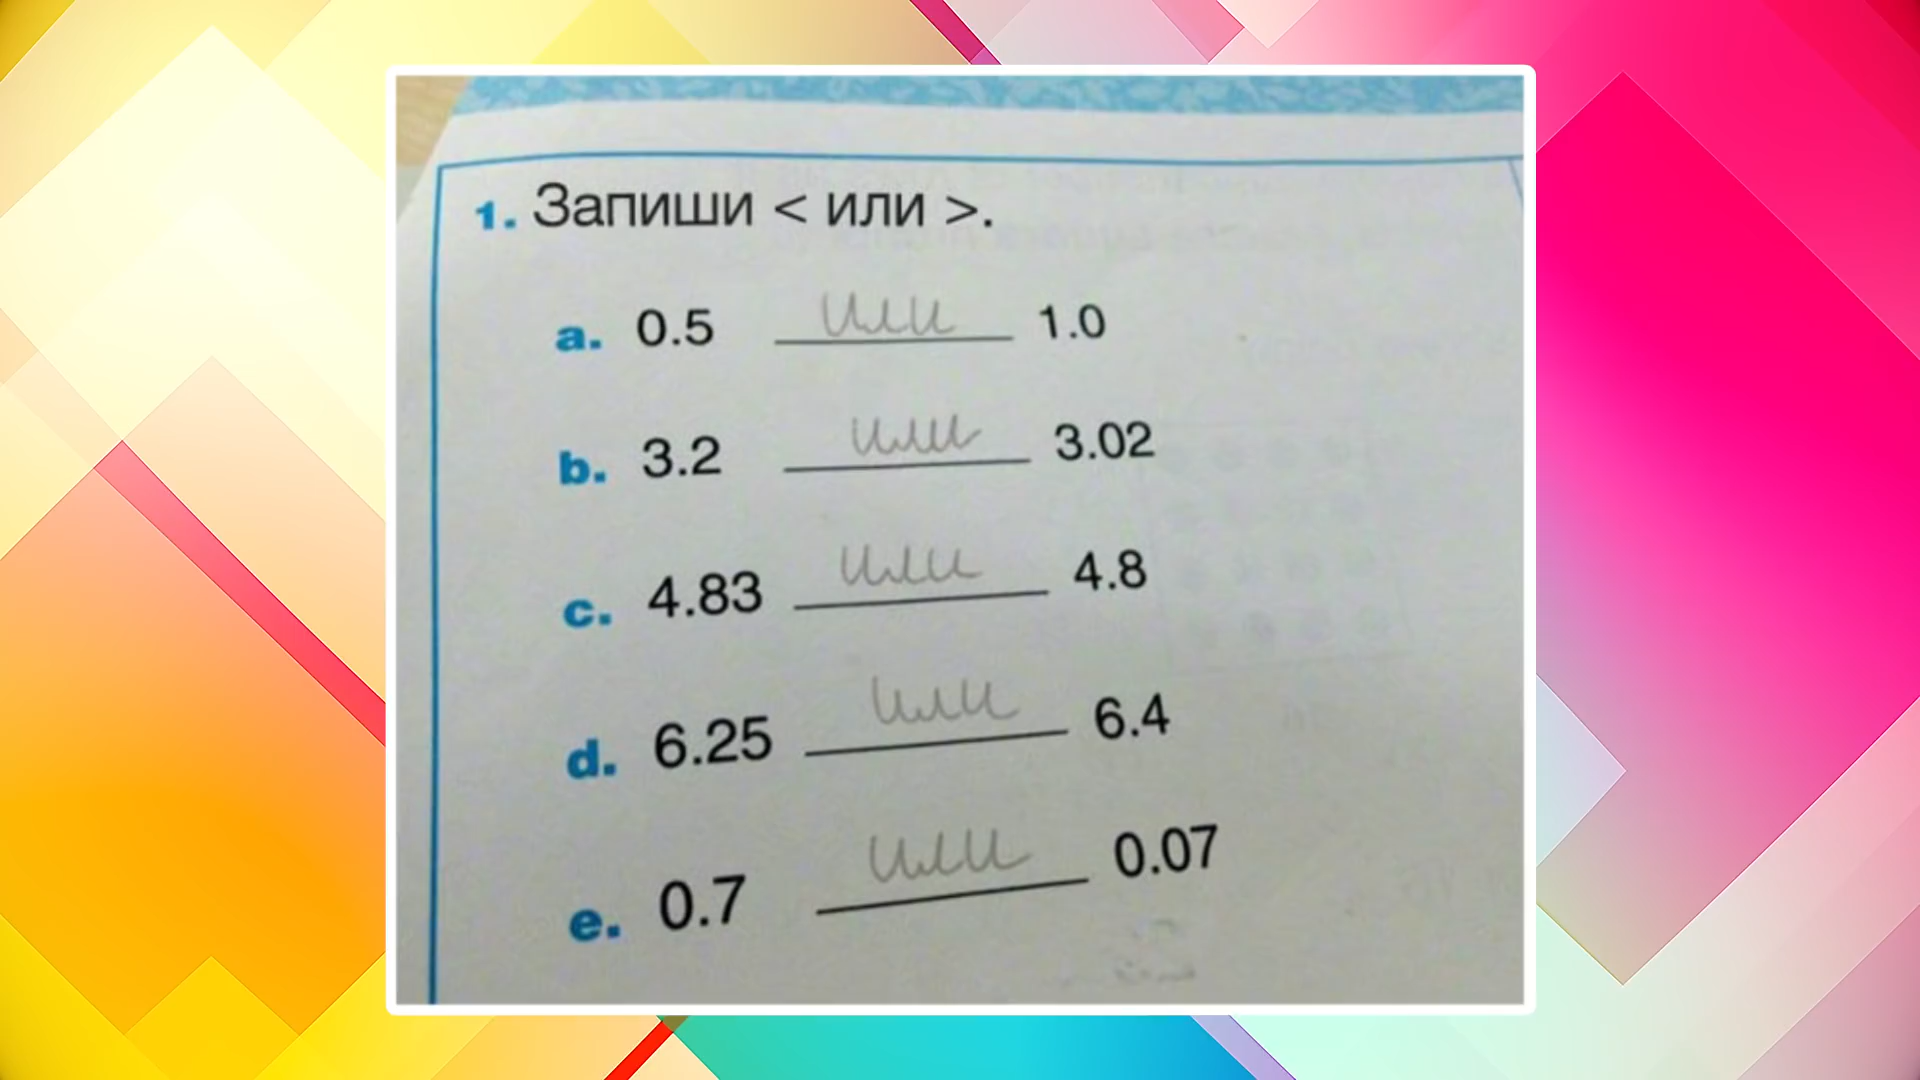 1. Запиши < или >.
a. 0.5 или 1.0
b. 3.2 или 3.02
c. 4.83 или 4.8
d. 6.25 или 6.4
e. 0.7 или 0.07